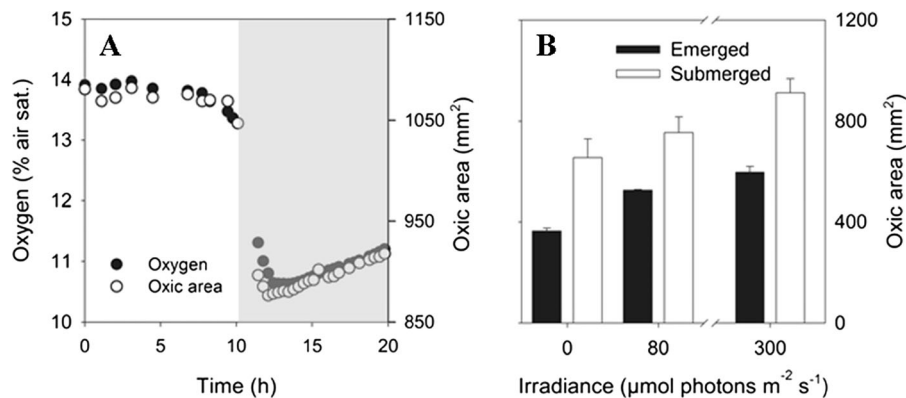 A
Oxygen (% air sat.)
15
14
13
12
11
10
Oxygen
Oxic area
0
5
10
15
20
Time (h)
1150
1050
950
850
Oxic area (mm²)
B
Emerged
Submerged
0
80
300
Irradiance (µmol photons m⁻² s⁻¹)
1200
800
400
0
Oxic area (mm²)